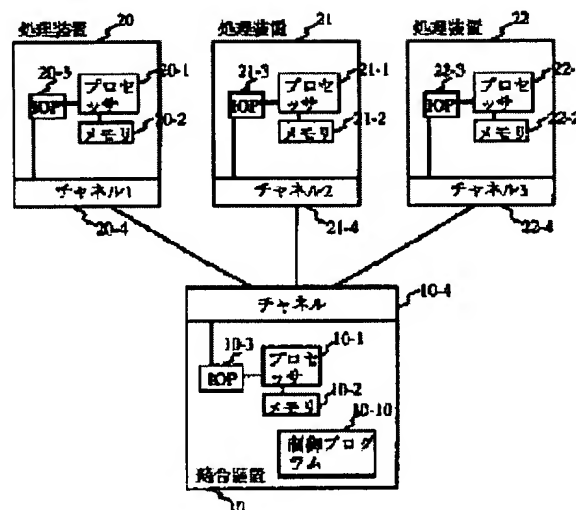 処理装置 20
処理装置 21
処理装置 22
20-3
20-1
プロセ
ッサ
IOP
20-2
メモリ
チャネル1
20-4
21-3
21-1
プロセ
ッサ
IOP
21-2
メモリ
チャネル2
21-4
22-3
22-
プロセ
ッサ
IOP
22-2
メモリ
チャネル3
22-4
チャネル
10-4
10-3
10-1
プロセ
ッサ
IOP
10-2
メモリ
10-10
制御プログ
ラム
結合装置
10